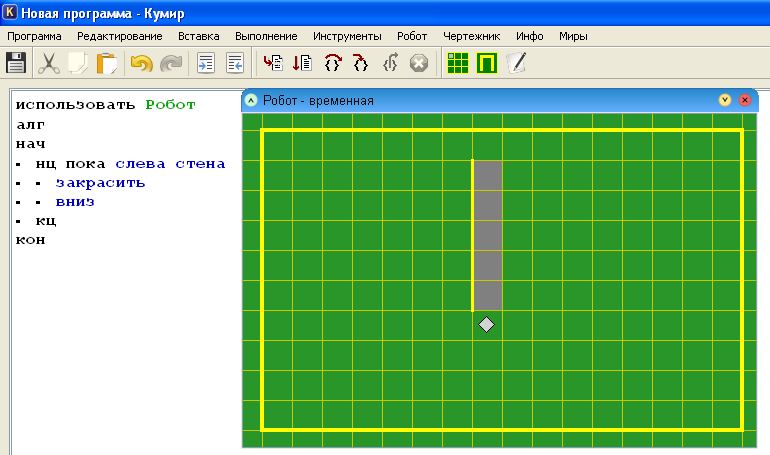 Новая программа - Кумир
Программа Редактирование Вставка Выполнение Инструменты Робот Чертежник Инфо Миры
использовать Робот
алг
нач
нц пока слева стена
закрасить
вниз
кц
кон
Робот - временная